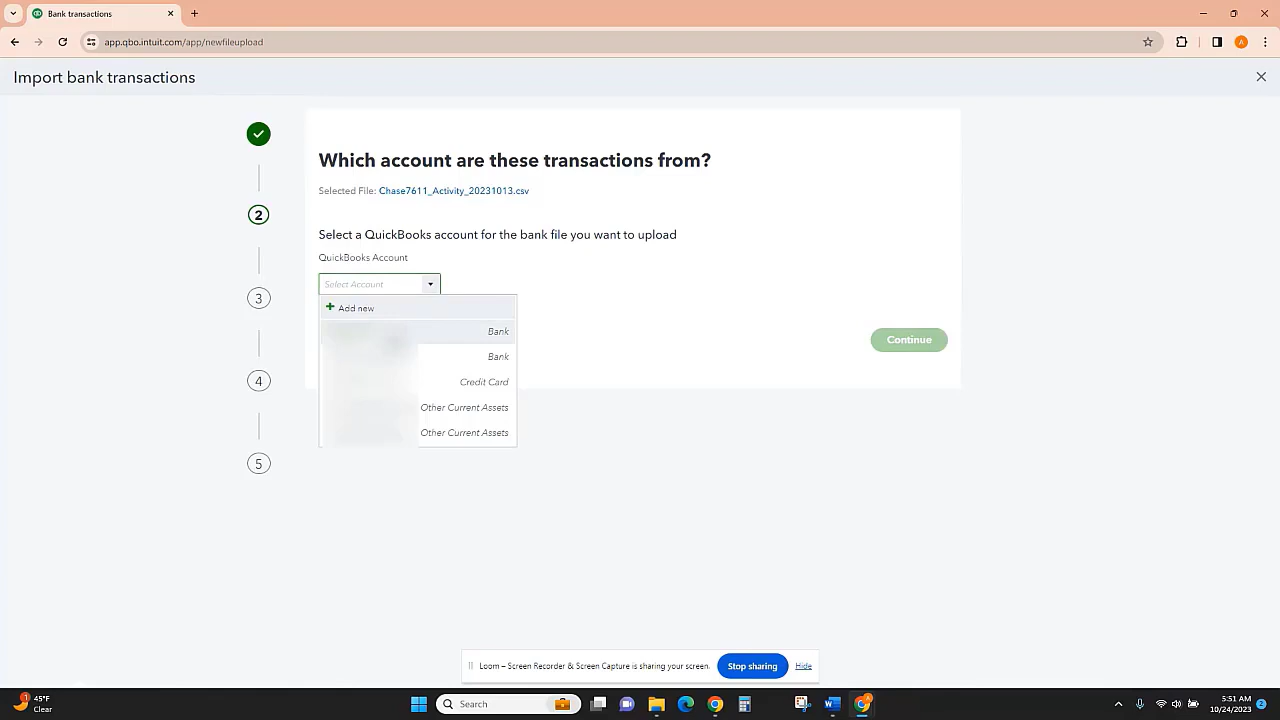 Bank transactions
app.qbo.intuit.com/app/newfileupload
A
Import bank transactions
Which account are these transactions from?
Selected File: Chase7611_Activity_20231013.csv
2
Select a QuickBooks account for the bank file you want to upload
QuickBooks Account
Select Account
3
Add new
Bank
Continue
Bank
4
Credit Card
Other Current Assets
Other Current Assets
5
Loom – Screen Recorder & Screen Capture is sharing your screen.
Stop sharing
Hide
45°F
Clear
Search
5:51 AM
10/24/2023
2